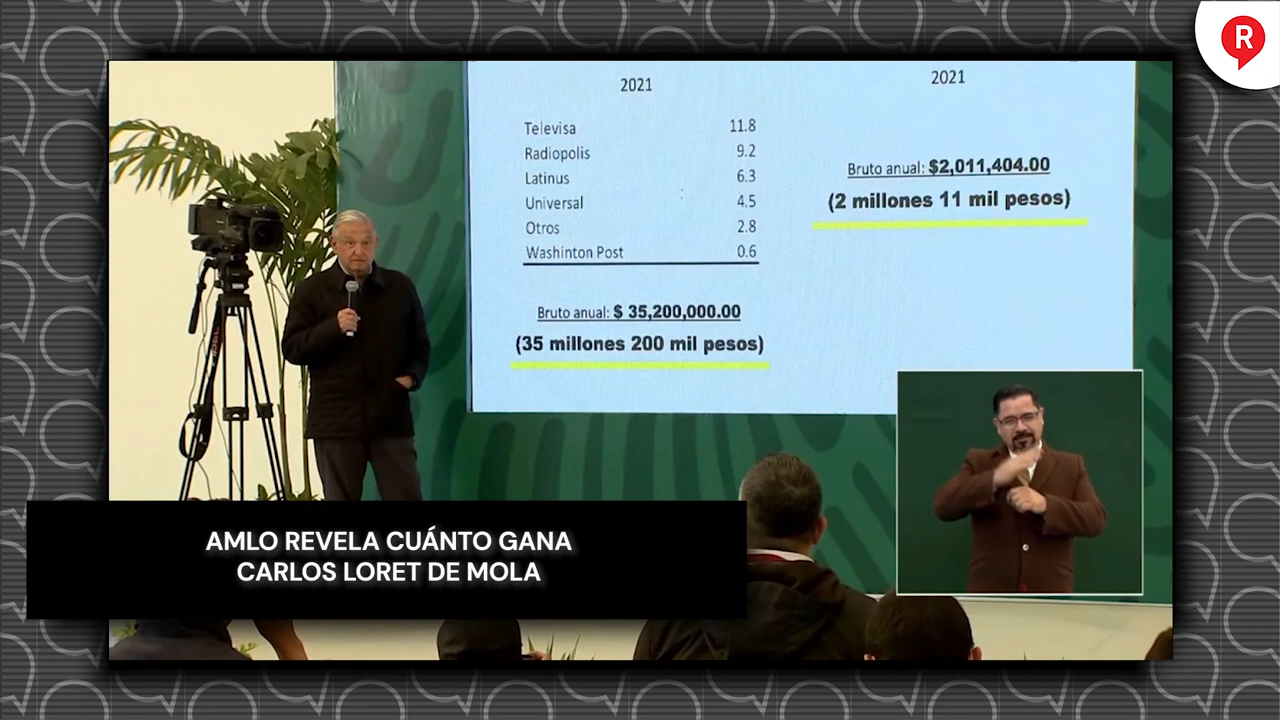 R
2021
Televisa 11.8
Radiopolis 9.2
Latinus 6.3
Universal 4.5
Otros 2.8
Washinton Post 0.6
Bruto anual: $ 35,200,000.00
(35 millones 200 mil pesos)
2021
Bruto anual: $2,011,404.00
(2 millones 11 mil pesos)
AMLO REVELA CUÁNTO GANA
CARLOS LORET DE MOLA